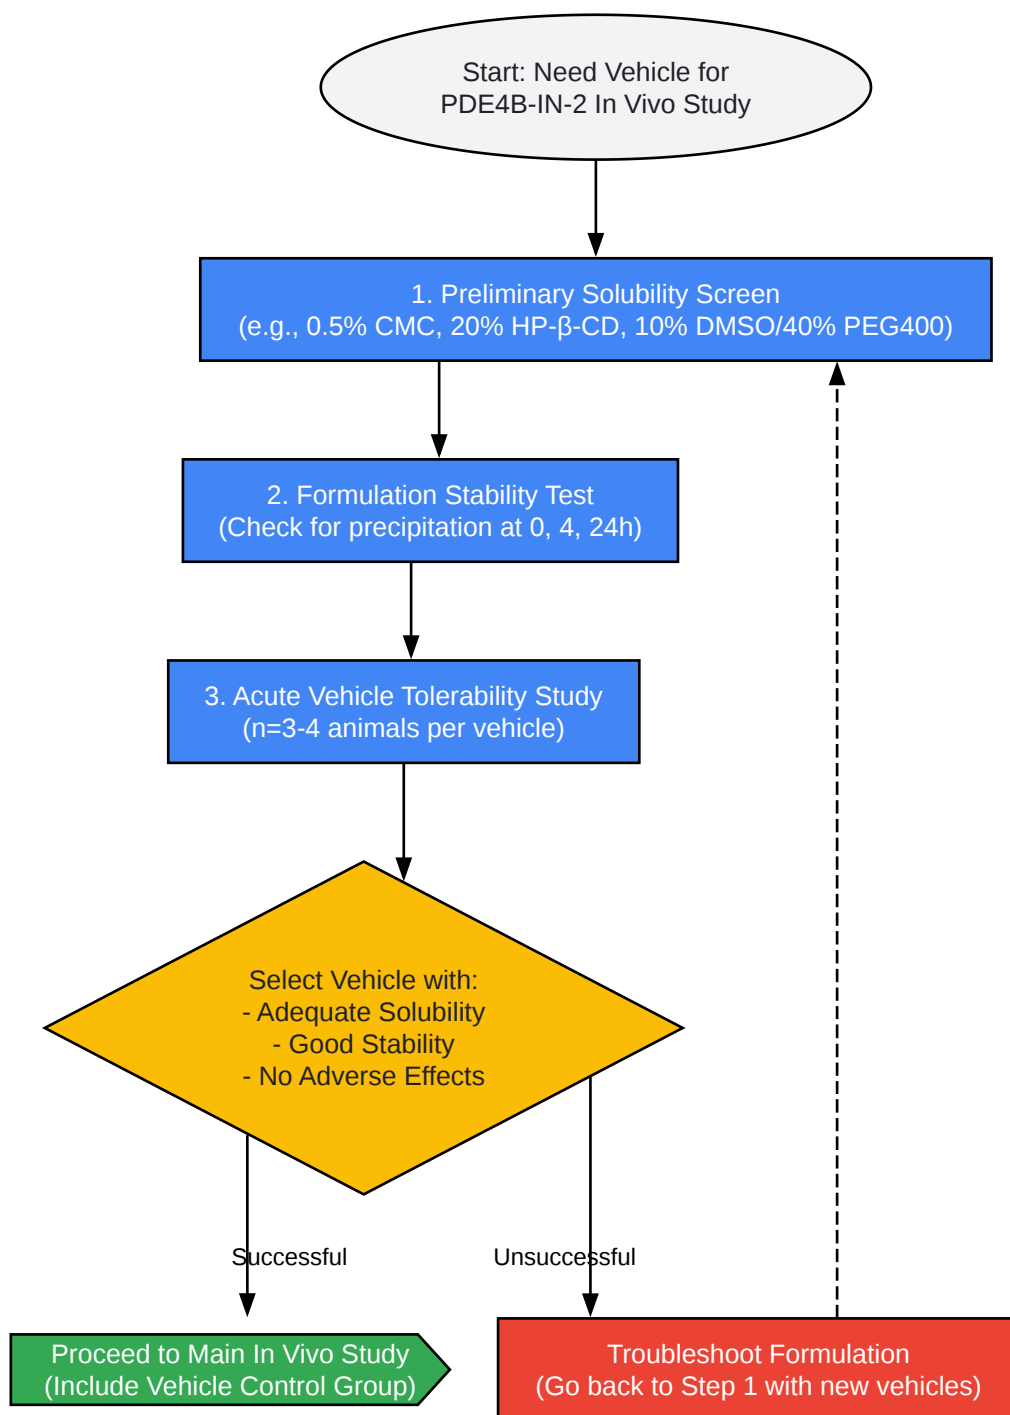 Start: Need Vehicle for
PDE4B-IN-2 In Vivo Study
1. Preliminary Solubility Screen
(e.g., 0.5% CMC, 20% HP-β-CD, 10% DMSO/40% PEG400)
2. Formulation Stability Test
(Check for precipitation at 0, 4, 24h)
3. Acute Vehicle Tolerability Study
(n=3-4 animals per vehicle)
Select Vehicle with:
- Adequate Solubility
- Good Stability
- No Adverse Effects
Successful
Unsuccessful
Proceed to Main In Vivo Study
(Include Vehicle Control Group)
Troubleshoot Formulation
(Go back to Step 1 with new vehicles)